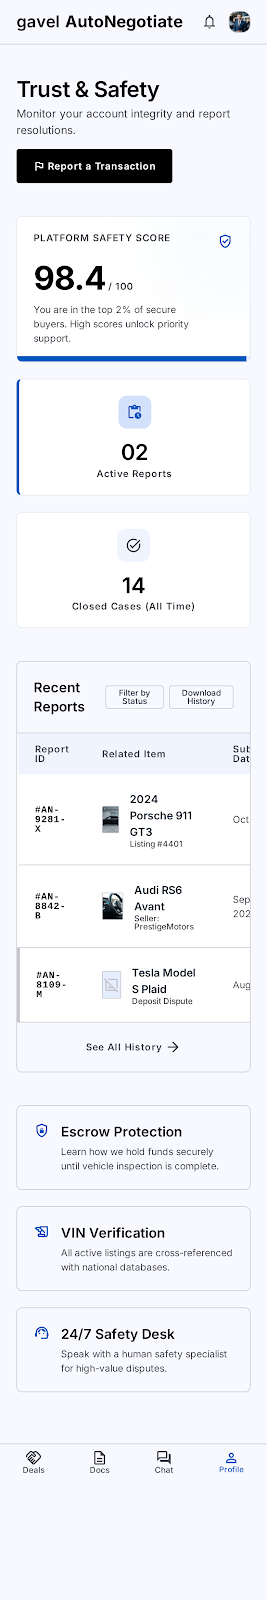 gavel AutoNegotiate
Trust & Safety
Monitor your account integrity and report
resolutions.
Report a Transaction
PLATFORM SAFETY SCORE
98.4 / 100
You are in the top 2% of secure
buyers. High scores unlock priority
support.
02
Active Reports
14
Closed Cases (All Time)
Recent
Reports
Filter by
Status
Download
History
Report
ID
Related Item
Sub
Dat
#AN-
9281-
X
2024
Porsche 911
GT3
Listing #4401
Oct
#AN-
8842-
B
Audi RS6
Avant
Seller:
PrestigeMotors
Sep
202
#AN-
8109-
M
Tesla Model
S Plaid
Deposit Dispute
Aug
See All History
Escrow Protection
Learn how we hold funds securely
until vehicle inspection is complete.
VIN Verification
All active listings are cross-referenced
with national databases.
24/7 Safety Desk
Speak with a human safety specialist
for high-value disputes.
Deals
Docs
Chat
Profile